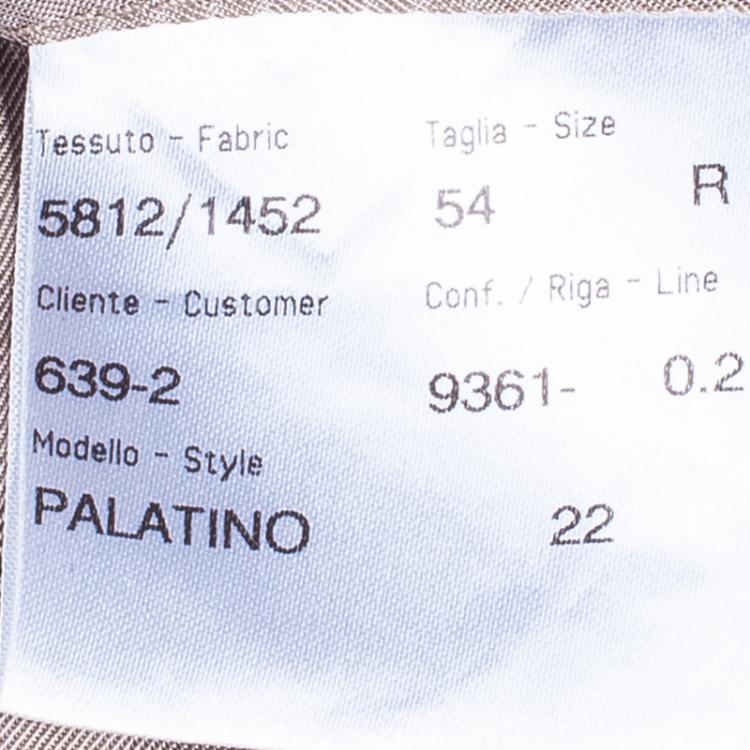 Tessuto - Fabric Taglia - Size
5812/1452 54 R
Cliente - Customer Conf. / Riga - Line
639-2 9361- 0.2
Modello - Style
PALATINO 22